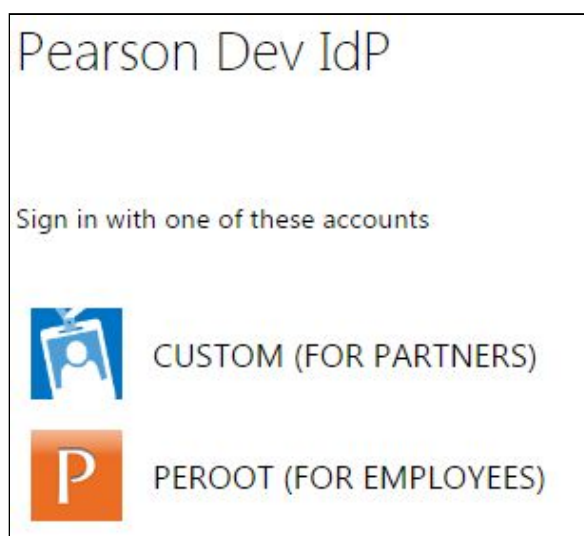 Pearson Dev IdP
Sign in with one of these accounts
CUSTOM (FOR PARTNERS)
P
PEROOT (FOR EMPLOYEES)